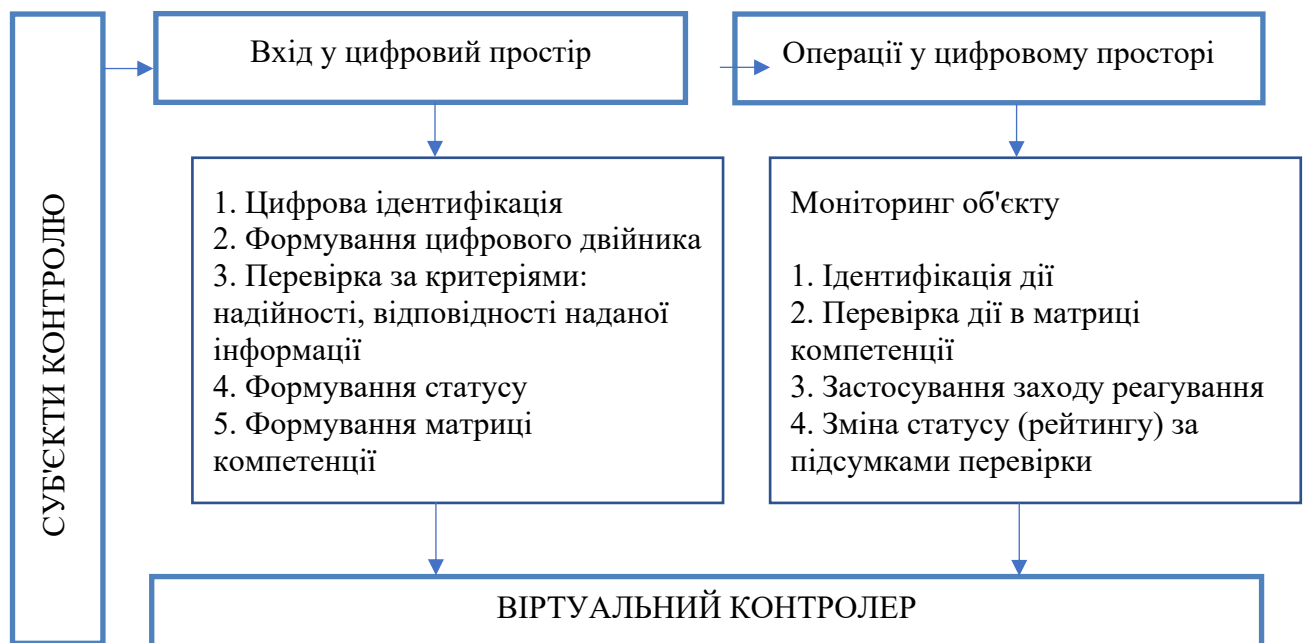 СУБ'ЄКТИ КОНТРОЛЮ
Вхід у цифровий простір
Операції у цифровому просторі
1. Цифрова ідентифікація
2. Формування цифрового двійника
3. Перевірка за критеріями:
надійності, відповідності наданої
інформації
4. Формування статусу
5. Формування матриці
компетенції
Моніторинг об'єкту
1. Ідентифікація дії
2. Перевірка дії в матриці
компетенції
3. Застосування заходу реагування
4. Зміна статусу (рейтингу) за
підсумками перевірки
ВІРТУАЛЬНИЙ КОНТРОЛЕР